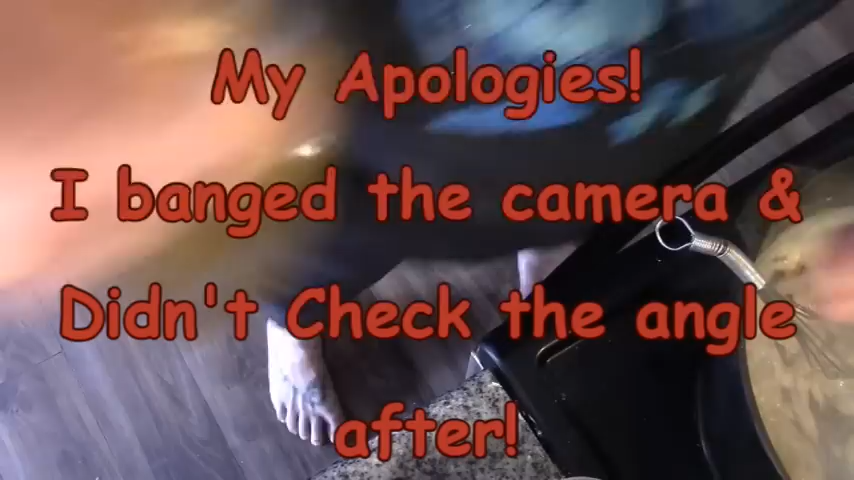 My Apologies!
I banged the camera &
Didn't Check the angle
after!